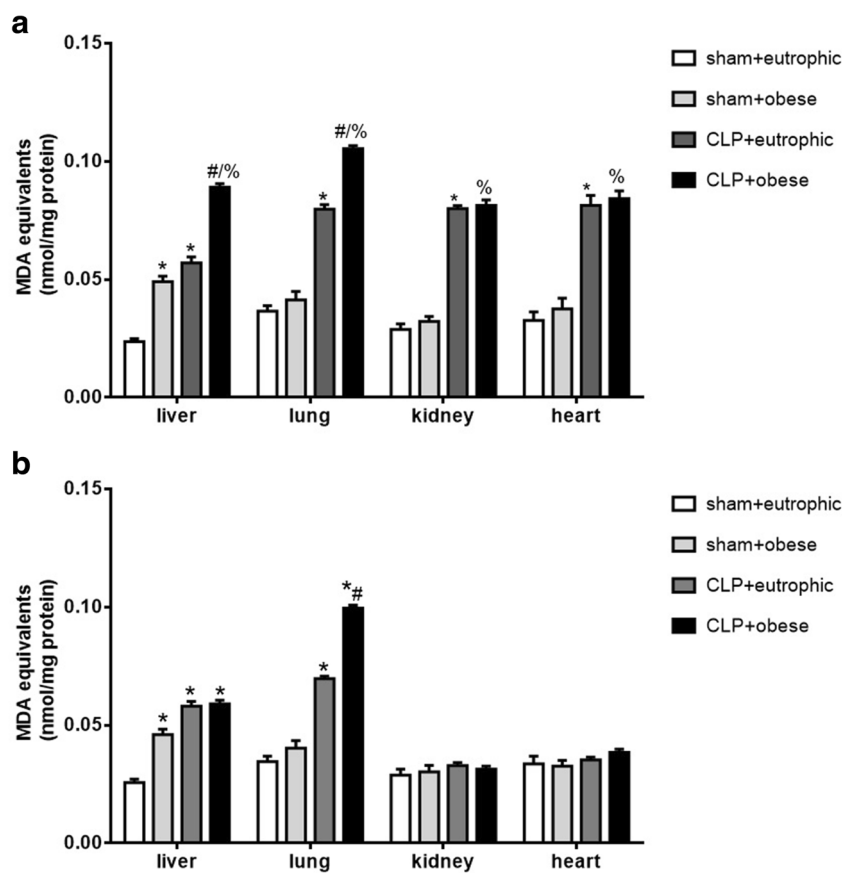 a
0.15
0.10
0.05
0.00
MDA equivalents
(nmol/mg protein)
* * #/%
* #/%
* %
* %
liver lung kidney heart
sham+eutrophic
sham+obese
CLP+eutrophic
CLP+obese
b
0.15
0.10
0.05
0.00
MDA equivalents
(nmol/mg protein)
* * *
* *#
liver lung kidney heart
sham+eutrophic
sham+obese
CLP+eutrophic
CLP+obese